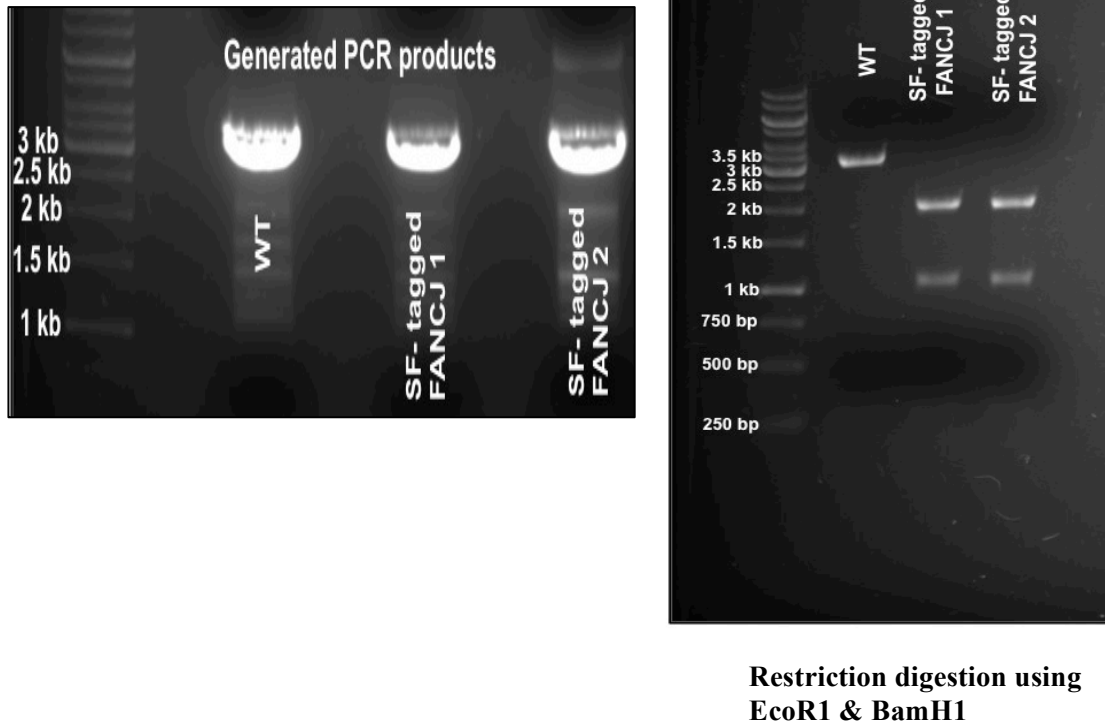 Generated PCR products
3 kb
2.5 kb
2 kb
1.5 kb
1 kb
WT
SF- tagged
FANCJ 1
SF- tagged
FANCJ 2
WT
SF- tagged
FANCJ 1
SF- tagged
FANCJ 2
3.5 kb
3 kb
2.5 kb
2 kb
1.5 kb
1 kb
750 bp
500 bp
250 bp
Restriction digestion using
EcoR1 & BamH1